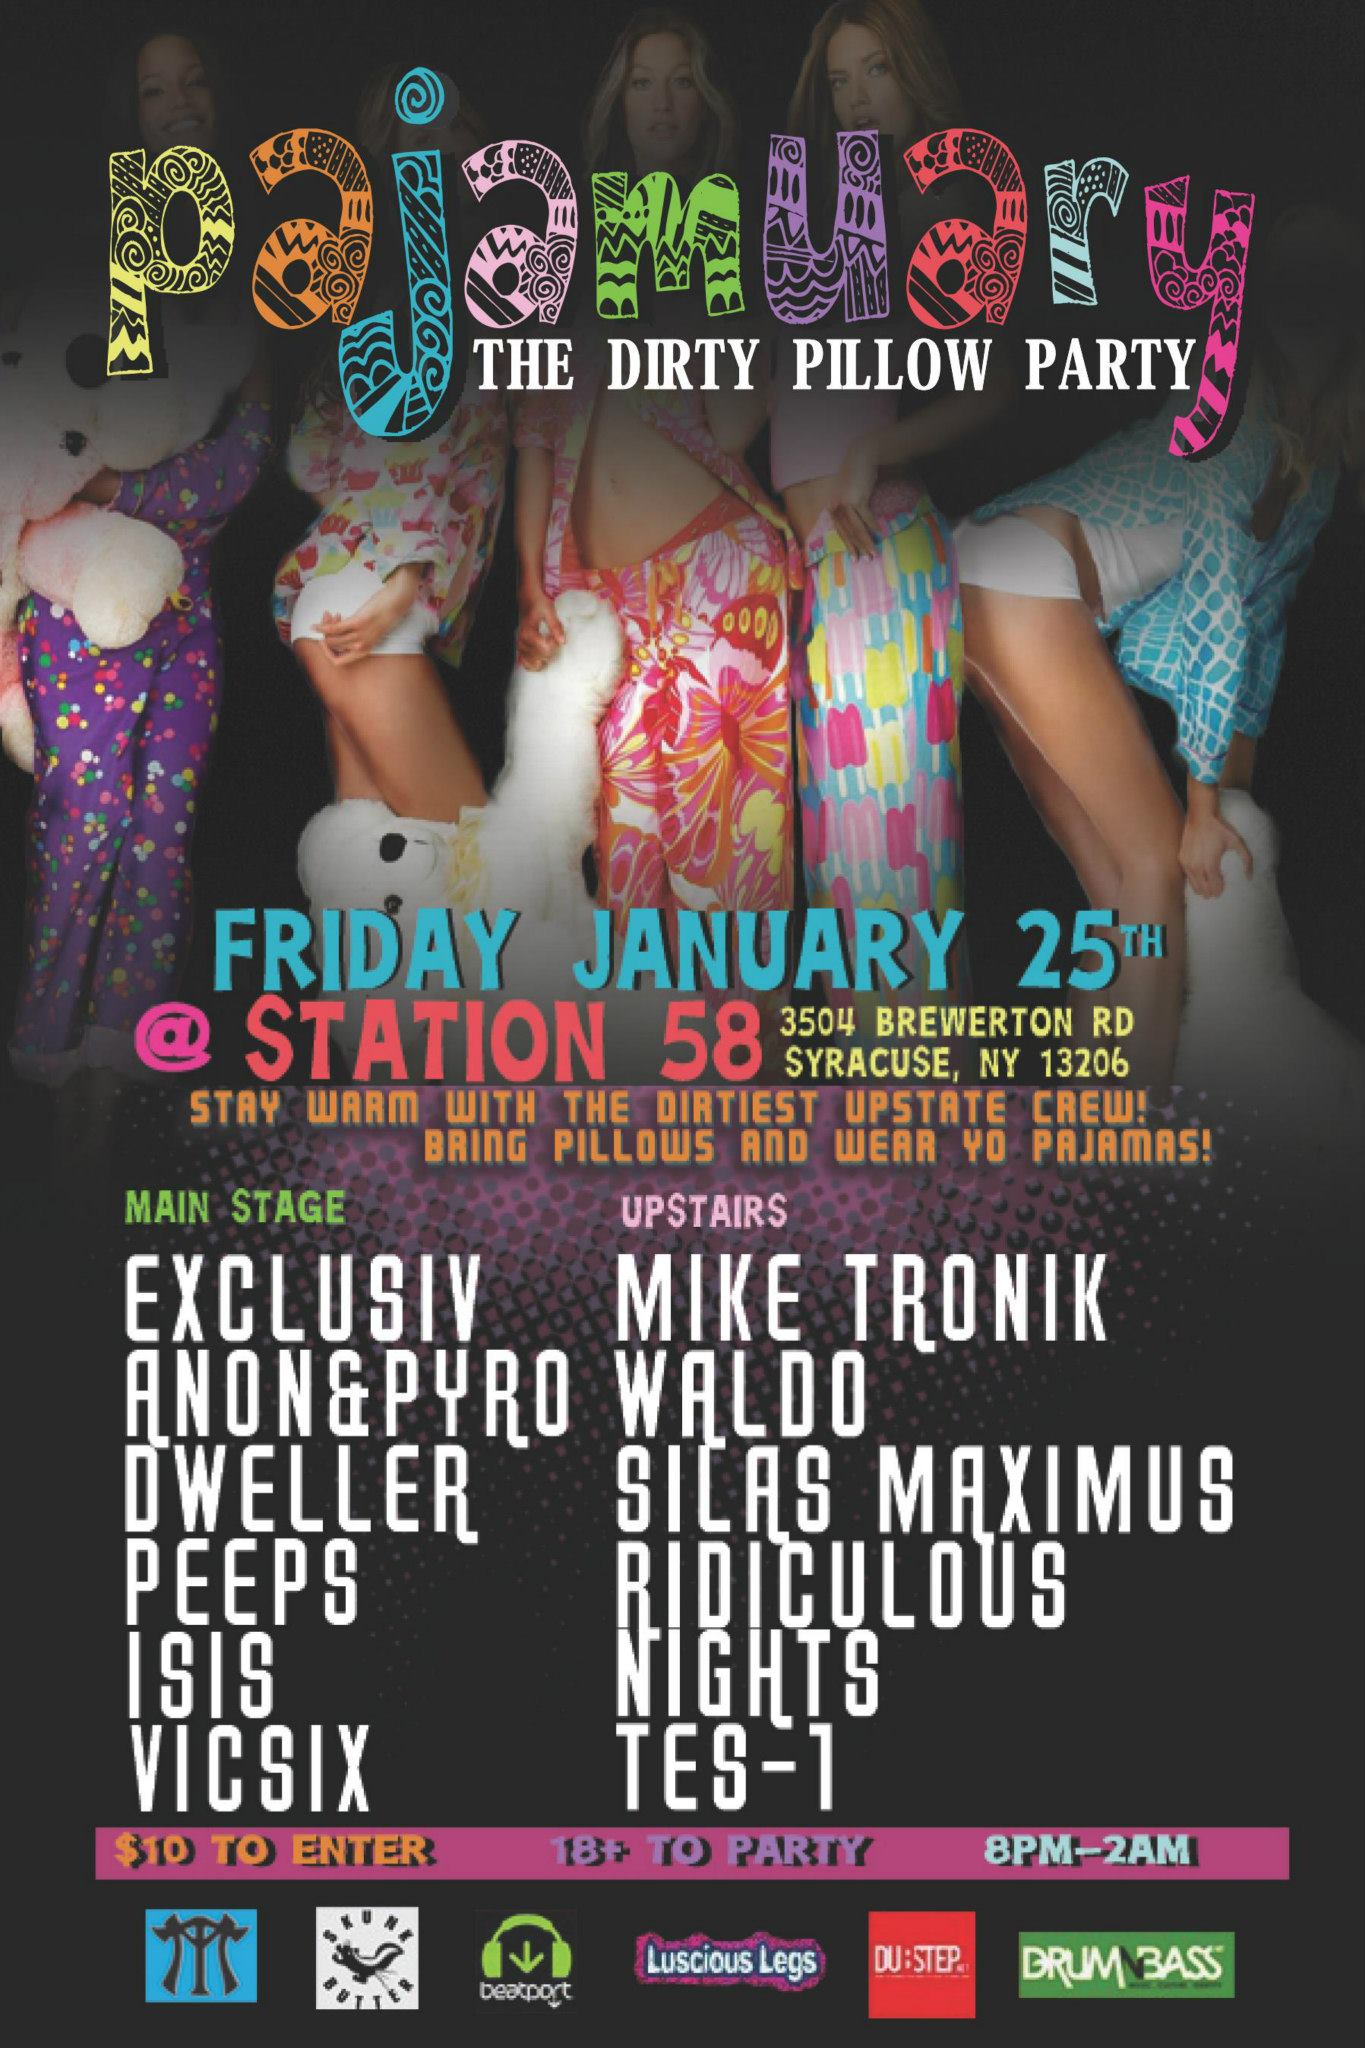 pajamuary
THE DIRTY PILLOW PARTY
FRIDAY JANUARY 25TH
@ STATION 58
3504 BREWERTON RD
SYRACUSE, NY 13206
STAY WARM WITH THE DIRTIEST UPSTATE CREW!
BRING PILLOWS AND WEAR YO PAJAMAS!
MAIN STAGE
EXCLUSIV
ANON&PYRO
DWELLER
PEEPS
ISIS
VICSIX
UPSTAIRS
MIKE TRONIK
WALDO
SILAS MAXIMUS
RIDICULOUS
NIGHTS
TES-1
$10 TO ENTER
18+ TO PARTY
8PM-2AM
SKUNK
BUTTER
beatport
Luscious Legs
DU:STEP
DRUMNBASS